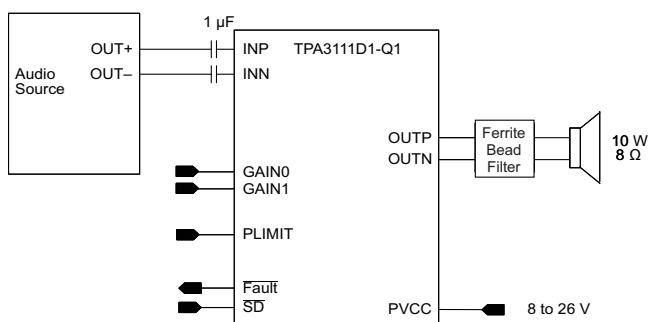 1 µF
OUT+
INP
TPA3111D1-Q1
Audio
Source
OUT–
INN
OUTP
OUTN
Ferrite
Bead
Filter
10 W
8 Ω
GAIN0
GAIN1
PLIMIT
Fault
SD
PVCC
8 to 26 V